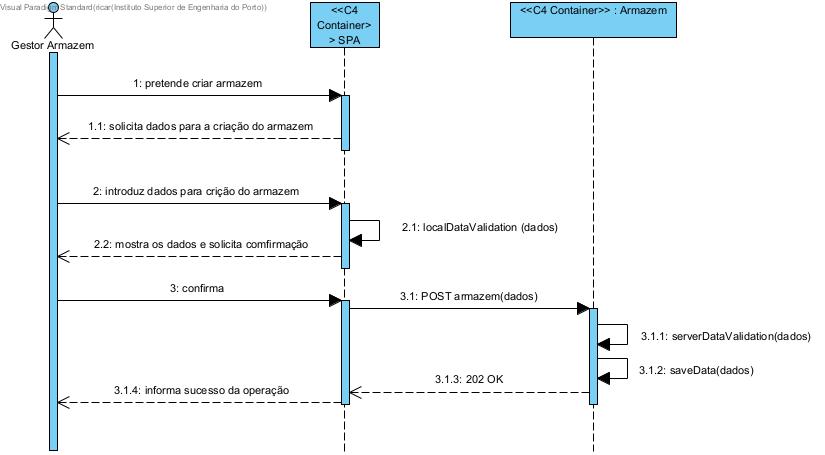 Visual Paradigm Standard(ricar(Instituto Superior de Engenharia do Porto))
<<C4
Container>
> SPA
<<C4 Container>> : Armazem
Gestor Armazem
1: pretende criar armazem
1.1: solicita dados para a criação do armazem
2: introduz dados para crição do armazem
2.1: localDataValidation (dados)
2.2: mostra os dados e solicita comfirmação
3: confirma
3.1: POST armazem(dados)
3.1.1: serverDataValidation(dados)
3.1.2: saveData(dados)
3.1.3: 202 OK
3.1.4: informa sucesso da operação